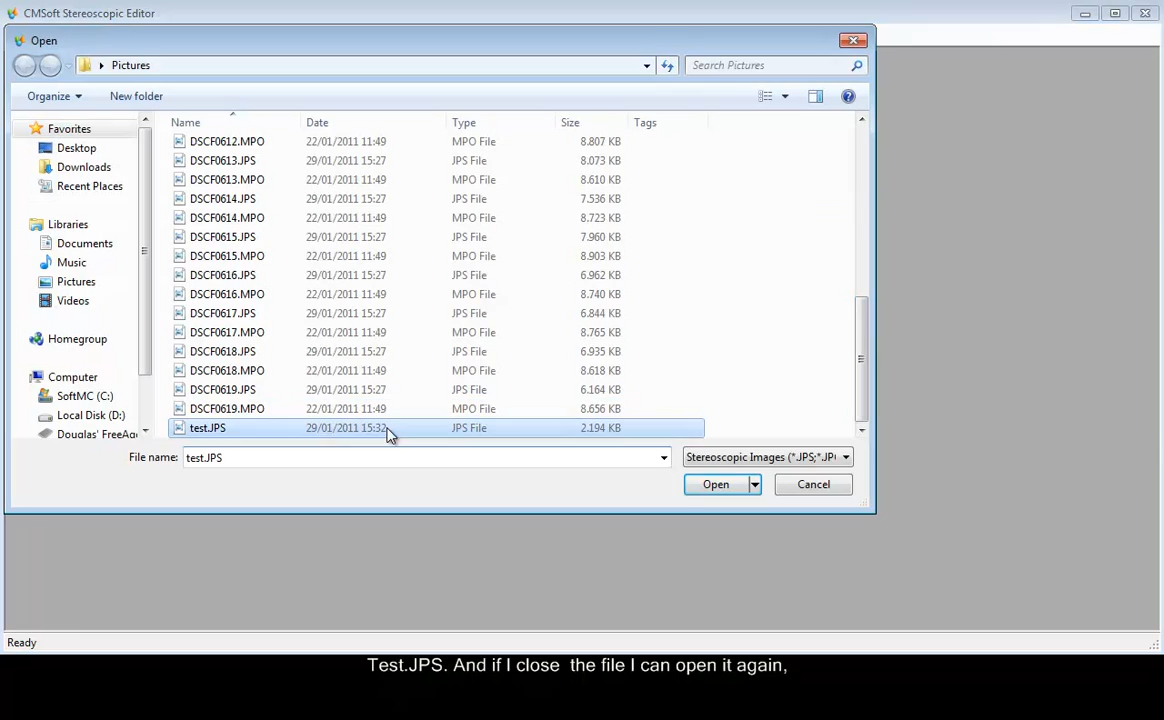 CMSoft Stereoscopic Editor
Open
Pictures
Search Pictures
Organize
New folder
Favorites
Desktop
Downloads
Recent Places
Libraries
Documents
Music
Pictures
Videos
Homegroup
Computer
SoftMC (C:)
Local Disk (D:)
Douglas' FreeAg
Name Date Type Size Tags
DSCF0612.MPO 22/01/2011 11:49 MPO File 8.807 KB
DSCF0613.JPS 29/01/2011 15:27 JPS File 8.073 KB
DSCF0613.MPO 22/01/2011 11:49 MPO File 8.610 KB
DSCF0614.JPS 29/01/2011 15:27 JPS File 7.536 KB
DSCF0614.MPO 22/01/2011 11:49 MPO File 8.723 KB
DSCF0615.JPS 29/01/2011 15:27 JPS File 7.960 KB
DSCF0615.MPO 22/01/2011 11:49 MPO File 8.903 KB
DSCF0616.JPS 29/01/2011 15:27 JPS File 6.962 KB
DSCF0616.MPO 22/01/2011 11:49 MPO File 8.740 KB
DSCF0617.JPS 29/01/2011 15:27 JPS File 6.844 KB
DSCF0617.MPO 22/01/2011 11:49 MPO File 8.765 KB
DSCF0618.JPS 29/01/2011 15:27 JPS File 6.935 KB
DSCF0618.MPO 22/01/2011 11:49 MPO File 8.618 KB
DSCF0619.JPS 29/01/2011 15:27 JPS File 6.164 KB
DSCF0619.MPO 22/01/2011 11:49 MPO File 8.656 KB
test.JPS 29/01/2011 15:32 JPS File 2.194 KB
File name: test.JPS Stereoscopic Images (*.JPS;*.JP
Open Cancel
Ready
Test.JPS. And if I close the file I can open it again,